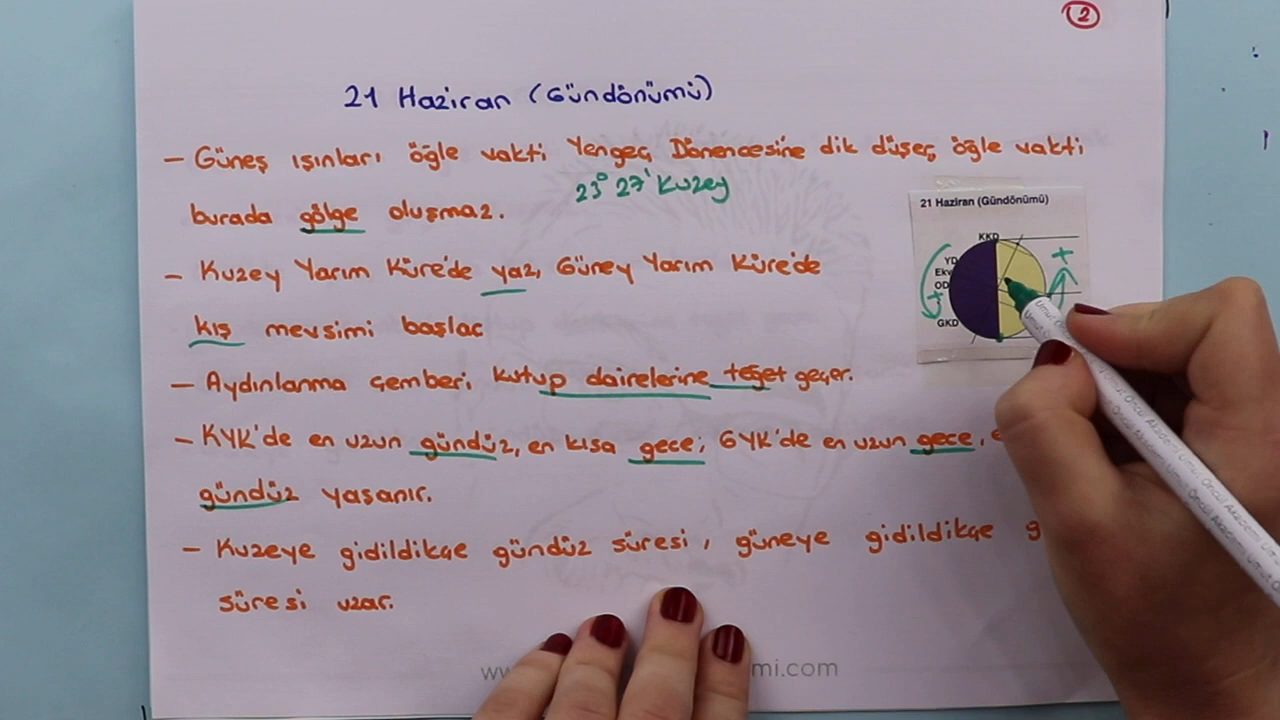 2
21 Haziran (Gündönümü)
- Güneş ışınları öğle vakti Yengeç Dönencesine dik düşer, öğle vakti
23° 27' Kuzey
burada gölge oluşmaz.
21 Haziran (Gündönümü)
KKD
- Kuzey Yarım Küre'de yaz, Güney Yarım Küre'de
YD
Ekv
OD
+
+
kış mevsimi başlar
GKD
- Aydınlanma çemberi kutup dairelerine teğet geçer.
- KYK'de en uzun gündüz, en kısa gece; GYK'de en uzun gece,
gündüz yaşanır.
- Kuzeye gidildikçe gündüz süresi, güneye gidildikçe
süresi uzar.
mi.com